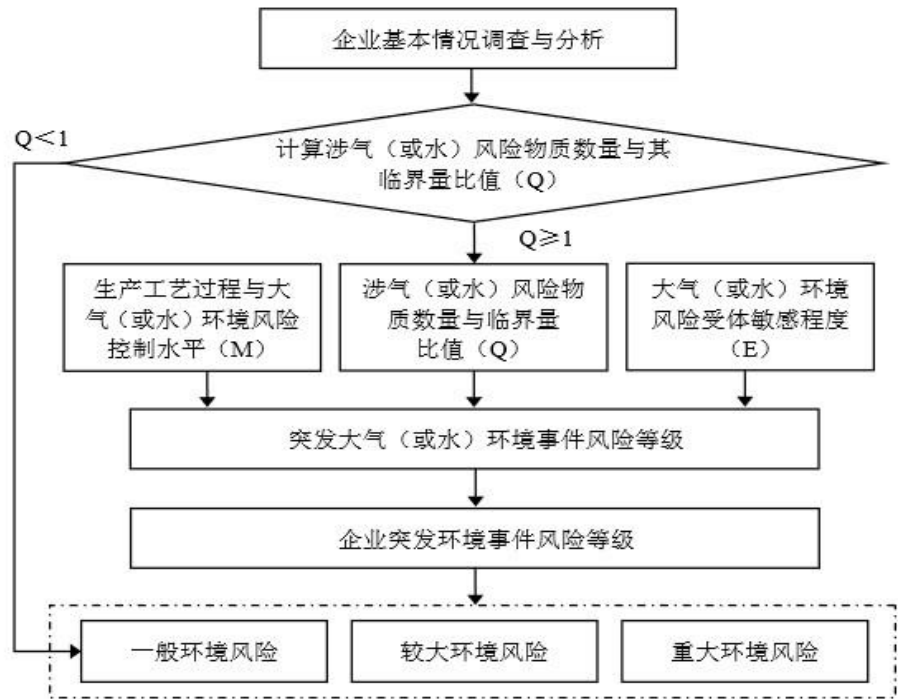 企业基本情况调查与分析
Q＜1
计算涉气（或水）风险物质数量与其
临界量比值（Q）
Q≥1
生产工艺过程与大
气（或水）环境风险
控制水平（M）
涉气（或水）风险物
质数量与临界量
比值（Q）
大气（或水）环境
风险受体敏感程度
（E）
突发大气（或水）环境事件风险等级
企业突发环境事件风险等级
一般环境风险
较大环境风险
重大环境风险